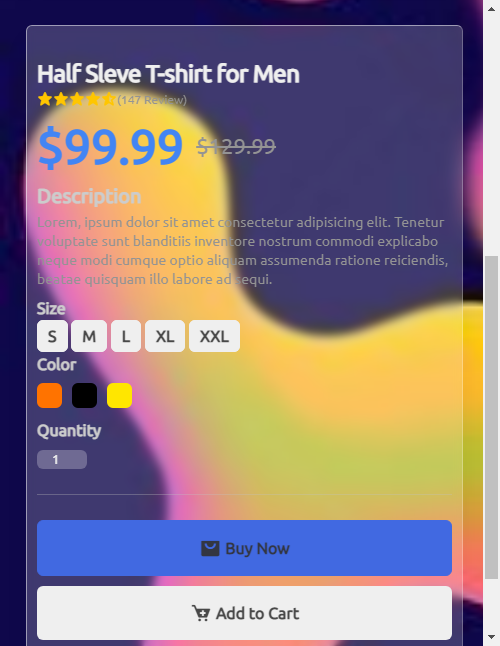 Half Sleve T-shirt for Men
(147 Review)
$99.99 $129.99
Description
Lorem, ipsum dolor sit amet consectetur adipisicing elit. Tenetur
voluptate sunt blanditiis inventore nostrum commodi explicabo
neque modi cumque optio aliquam assumenda ratione reiciendis,
beatae quisquam illo labore ad sequi.
Size
S M L XL XXL
Color
Quantity
1
Buy Now
Add to Cart